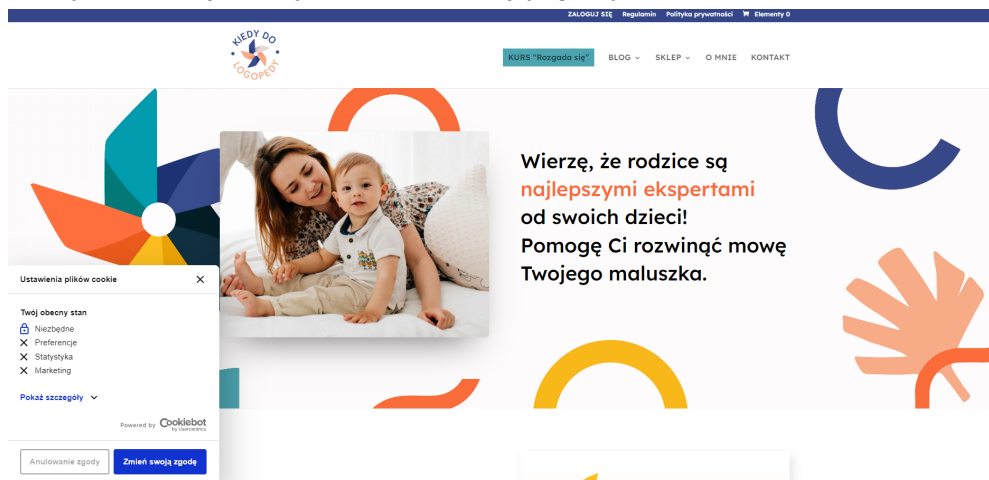 ZALOGUJ SIĘ Regulamin Polityka prywatności Elementy 0
KIEDY DO
LOGOPEDY
KURS "Rozgada się" BLOG SKLEP O MNIE KONTAKT
Wierzę, że rodzice są
najlepszymi ekspertami
od swoich dzieci!
Pomogę Ci rozwinąć mowę
Twojego maluszka.
Ustawienia plików cookie
Twój obecny stan
Niezbędne
Preferencje
Statystyka
Marketing
Pokaż szczegóły
Powered by Cookiebot
by Usercentrics
Anulowanie zgody Zmień swoją zgodę